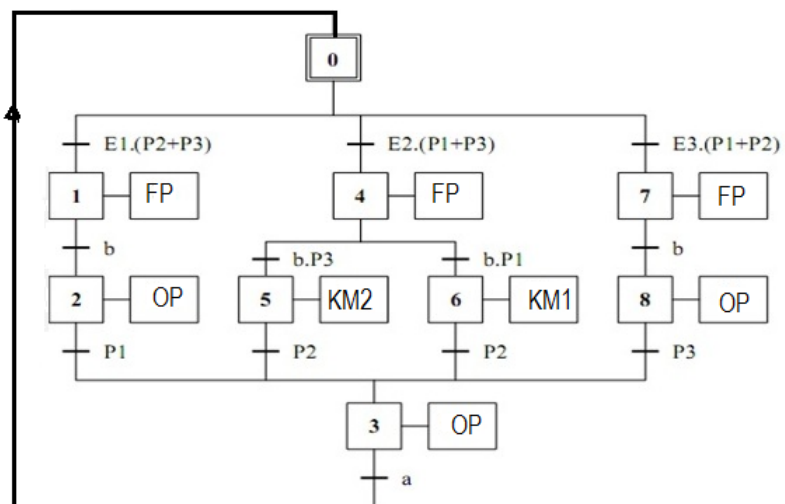 0
E1.(P2+P3) E2.(P1+P3) E3.(P1+P2)
1 FP 4 FP 7 FP
b b.P3 b.P1 b
2 OP 5 KM2 6 KM1 8 OP
P1 P2 P2 P3
3 OP
a